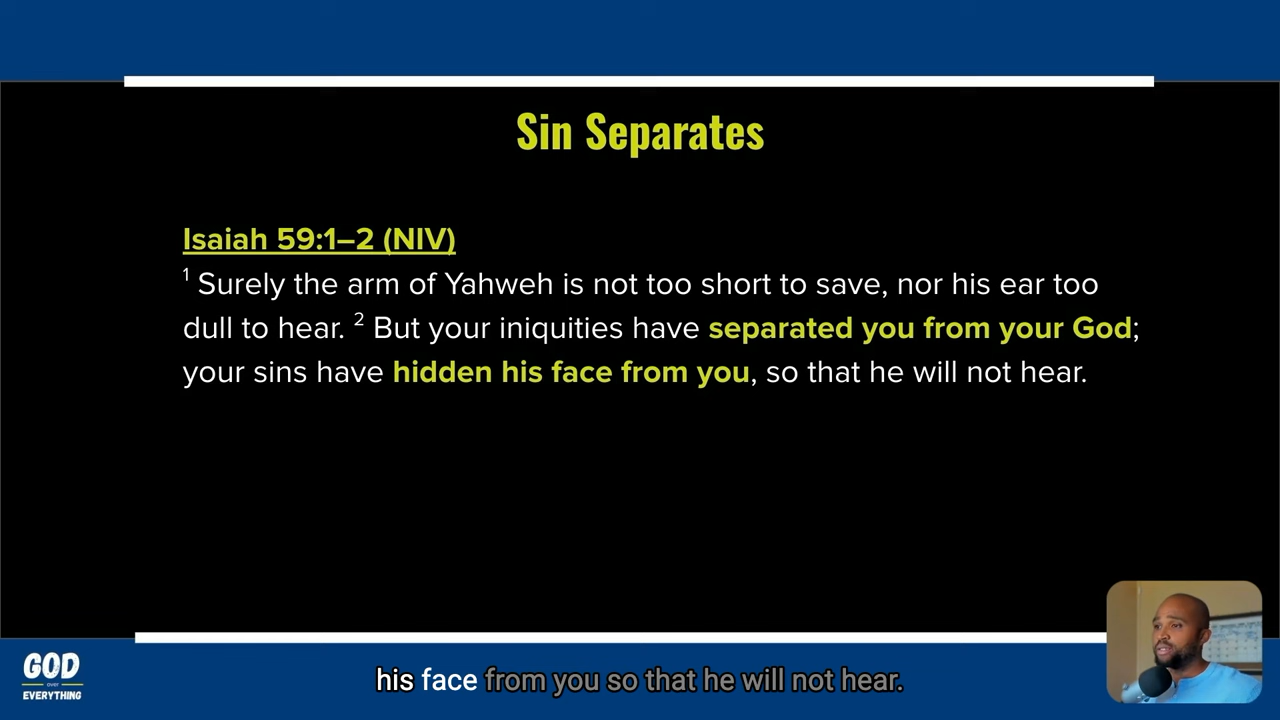 Sin Separates
Isaiah 59:1–2 (NIV)
1 Surely the arm of Yahweh is not too short to save, nor his ear too
dull to hear. 2 But your iniquities have separated you from your God;
your sins have hidden his face from you, so that he will not hear.
GOD
OVER
EVERYTHING
his face from you so that he will not hear.